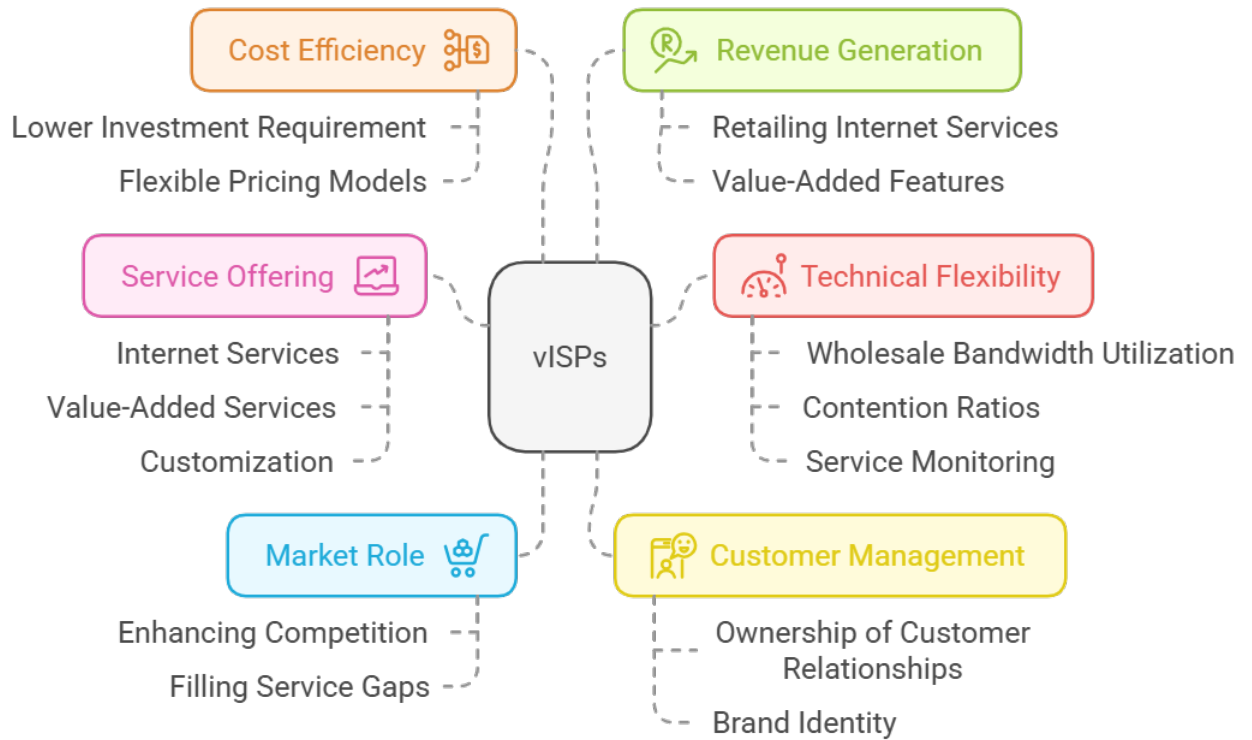 Cost Efficiency
Lower Investment Requirement
Flexible Pricing Models
Revenue Generation
Retailing Internet Services
Value-Added Features
Service Offering
Internet Services
Value-Added Services
Customization
vISPs
Technical Flexibility
Wholesale Bandwidth Utilization
Contention Ratios
Service Monitoring
Market Role
Enhancing Competition
Filling Service Gaps
Customer Management
Ownership of Customer
Relationships
Brand Identity